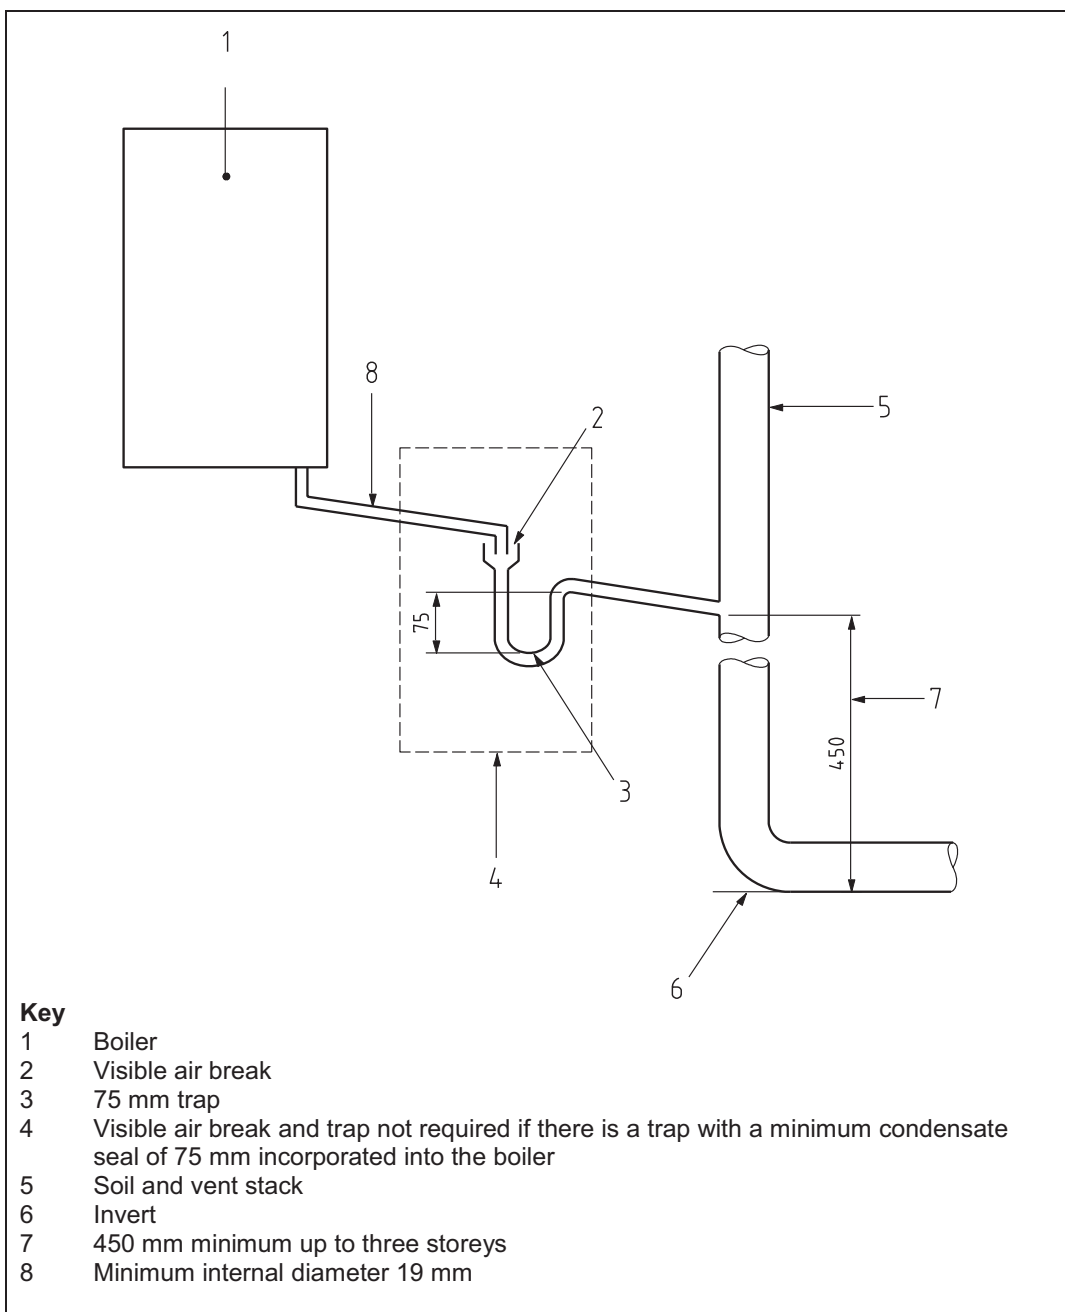 1
8
2
5
75
7
450
3
4
6
Key
1 Boiler
2 Visible air break
3 75 mm trap
4 Visible air break and trap not required if there is a trap with a minimum condensate
seal of 75 mm incorporated into the boiler
5 Soil and vent stack
6 Invert
7 450 mm minimum up to three storeys
8 Minimum internal diameter 19 mm